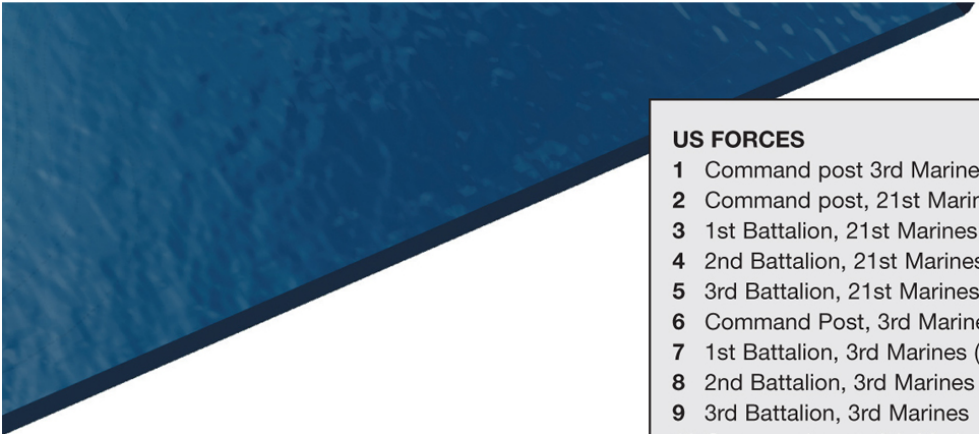 US FORCES
1 Command post 3rd Marine
2 Command post, 21st Marin
3 1st Battalion, 21st Marines
4 2nd Battalion, 21st Marines
5 3rd Battalion, 21st Marines
6 Command Post, 3rd Marine
7 1st Battalion, 3rd Marines (
8 2nd Battalion, 3rd Marines
9 3rd Battalion, 3rd Marines